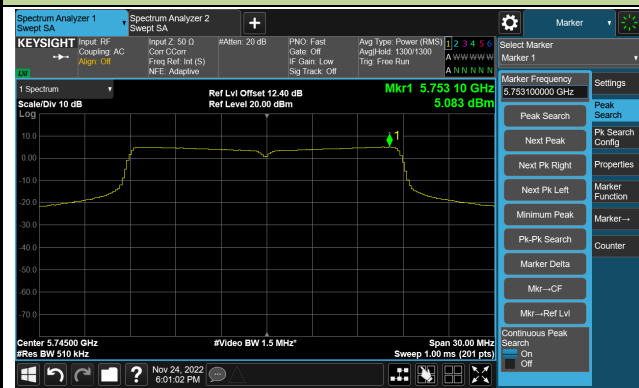 Spectrum Analyzer 1
Swept SA
Spectrum Analyzer 2
Swept SA
+
Marker
KEYSIGHT
Input: RF
Coupling: AC
Align: Off
Input Z: 50 Ω
Corr CCorr
Freq Ref: Int (S)
NFE: Adaptive
#Atten: 20 dB
PNO: Fast
Gate: Off
IF Gain: Low
Sig Track: Off
Avg Type: Power (RMS)
Avg|Hold: 1300/1300
Trig: Free Run
1 2 3 4 5 6
A W W W W W
A N N N N N
Select Marker
Marker 1
LXI
1 Spectrum
Scale/Div 10 dB
Log
Ref Lvl Offset 12.40 dB
Ref Level 20.00 dBm
Mkr1 5.753 10 GHz
5.083 dBm
1
10.0
0.00
-10.0
-20.0
-30.0
-40.0
-50.0
-60.0
-70.0
Center 5.74500 GHz
#Res BW 510 kHz
#Video BW 1.5 MHz*
Span 30.00 MHz
Sweep 1.00 ms (201 pts)
Marker Frequency
5.753100000 GHz
Peak Search
Next Peak
Next Pk Right
Next Pk Left
Minimum Peak
Pk-Pk Search
Marker Delta
Mkr→CF
Mkr→Ref Lvl
Continuous Peak
Search
On
Off
Settings
Peak
Search
Pk Search
Config
Properties
Marker
Function
Marker→
Counter
?
Nov 24, 2022
6:01:02 PM